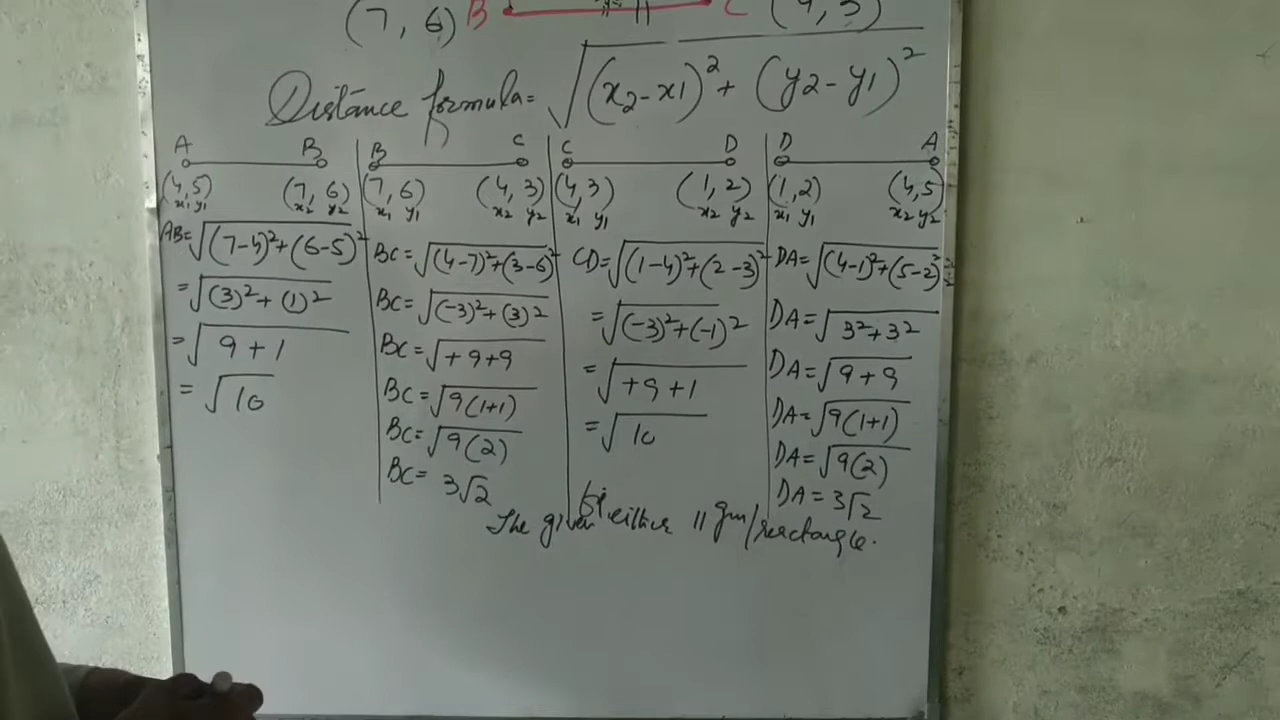 (7, 6) B C (4, 3)
Distance formula = √(x2 - x1)² + (y2 - y1)²
A B
(4, 5) (7, 6)
x1 y1 x2 y2
AB = √(7-4)² + (6-5)²
= √(3)² + (1)²
= √9 + 1
= √10
B C
(7, 6) (4, 3)
x1 y1 x2 y2
BC = √(4-7)² + (3-6)²
BC = √(-3)² + (3)²
BC = √+9+9
BC = √9(1+1)
BC = √9(2)
BC = 3√2
C D
(4, 3) (1, 2)
x1 y1 x2 y2
CD = √(1-4)² + (2-3)²
= √(-3)² + (-1)²
= √+9+1
= √10
D A
(1, 2) (4, 5)
x1 y1 x2 y2
DA = √(4-1)² + (5-2)²
DA = √3² + 3²
DA = √9 + 9
DA = √9(1+1)
DA = √9(2)
DA = 3√2
The given either || gm/rectangle.